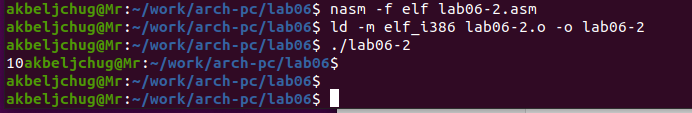 akbeljchug@Mr:~/work/arch-pc/lab06$ nasm -f elf lab06-2.asm
akbeljchug@Mr:~/work/arch-pc/lab06$ ld -m elf_i386 lab06-2.o -o lab06-2
akbeljchug@Mr:~/work/arch-pc/lab06$ ./lab06-2
10akbeljchug@Mr:~/work/arch-pc/lab06$
akbeljchug@Mr:~/work/arch-pc/lab06$
akbeljchug@Mr:~/work/arch-pc/lab06$